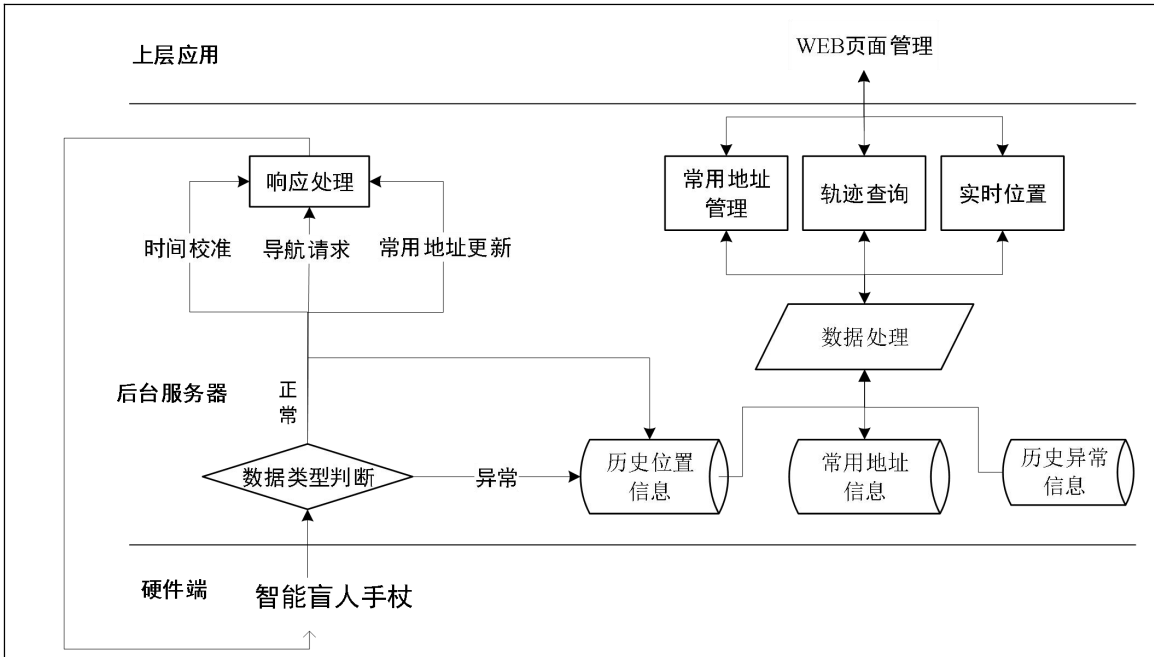 上层应用
WEB页面管理
响应处理
常用地址
管理
轨迹查询
实时位置
时间校准
导航请求
常用地址更新
数据处理
后台服务器
正
常
数据类型判断
异常
历史位置
信息
常用地址
信息
历史异常
信息
硬件端
智能盲人手杖